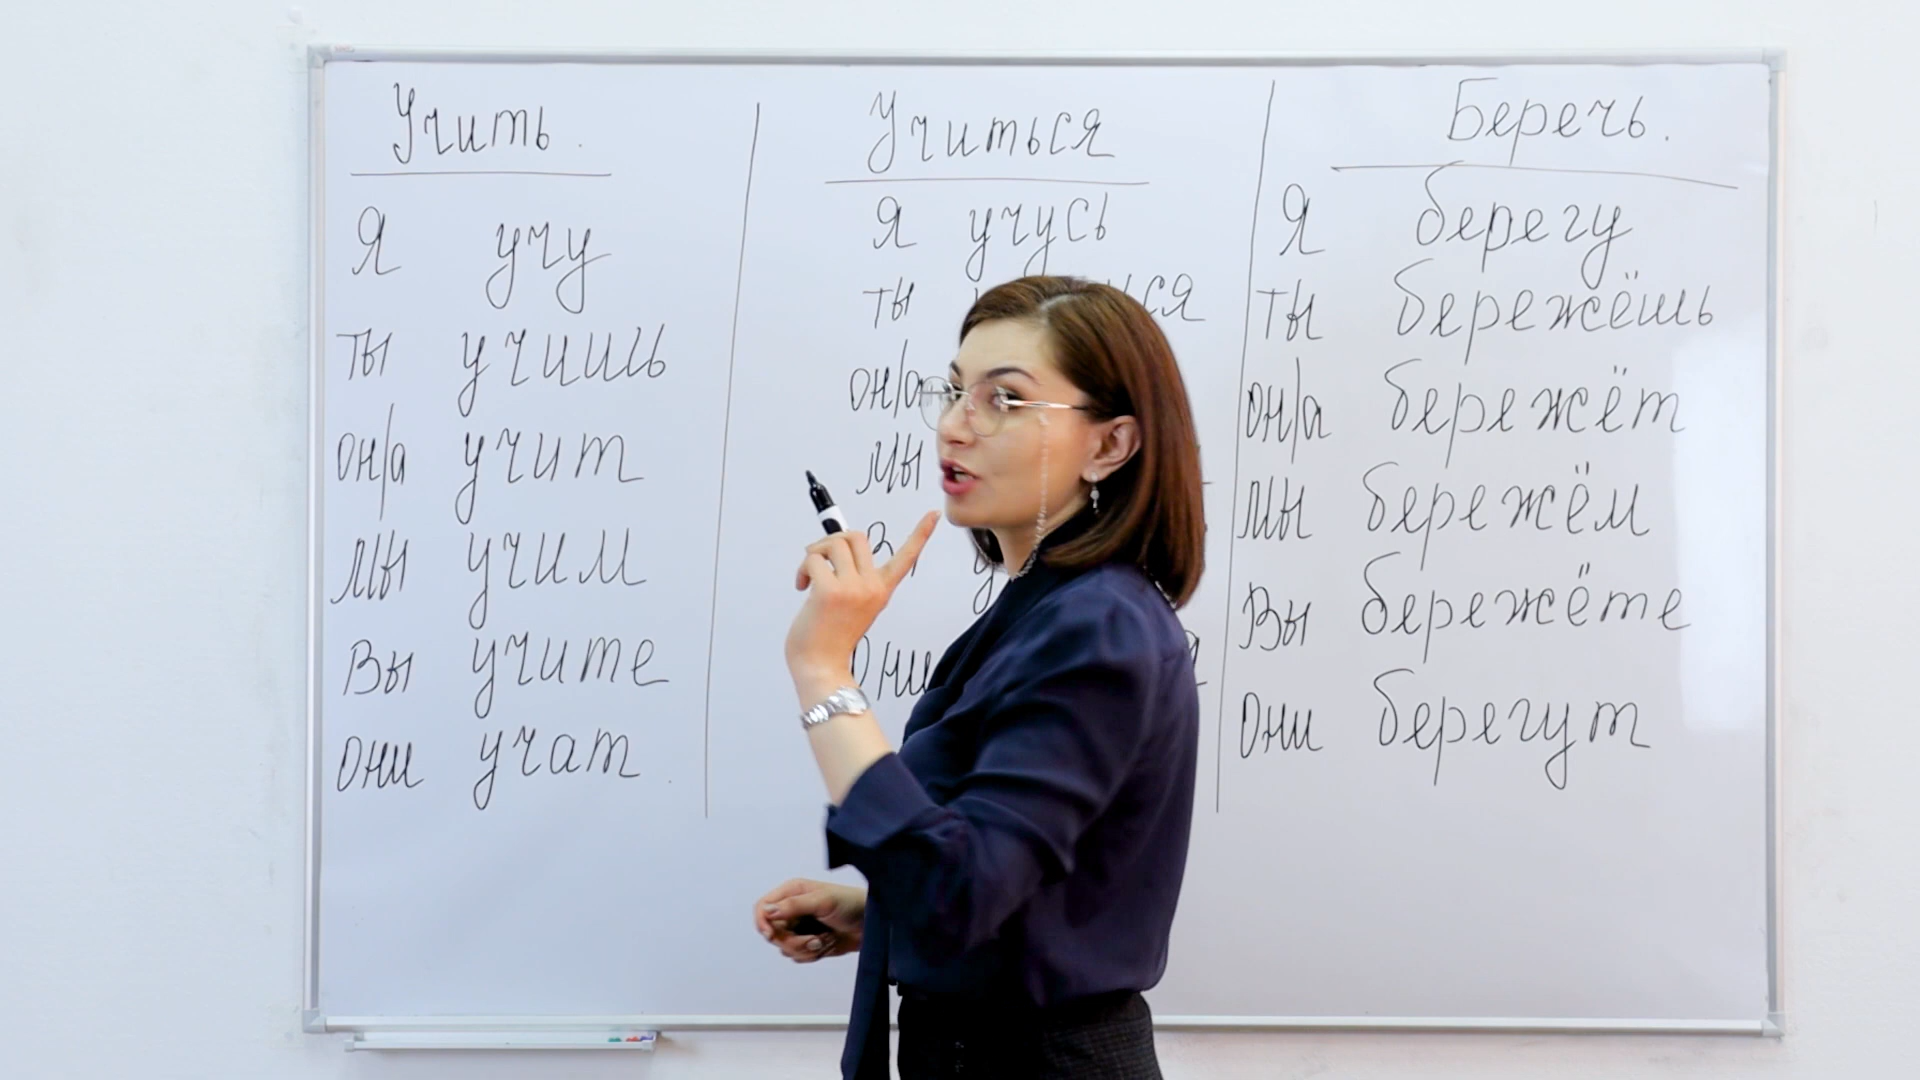 Учить.
Я учу
ты учишь
он/а учит
мы учим
Вы учите
они учат.
Учиться
Я учусь
ты
он/а
мы
они
Беречь.
Я берегу
ты бережёшь
он/а бережёт
мы бережём
Вы бережёте
они берегут